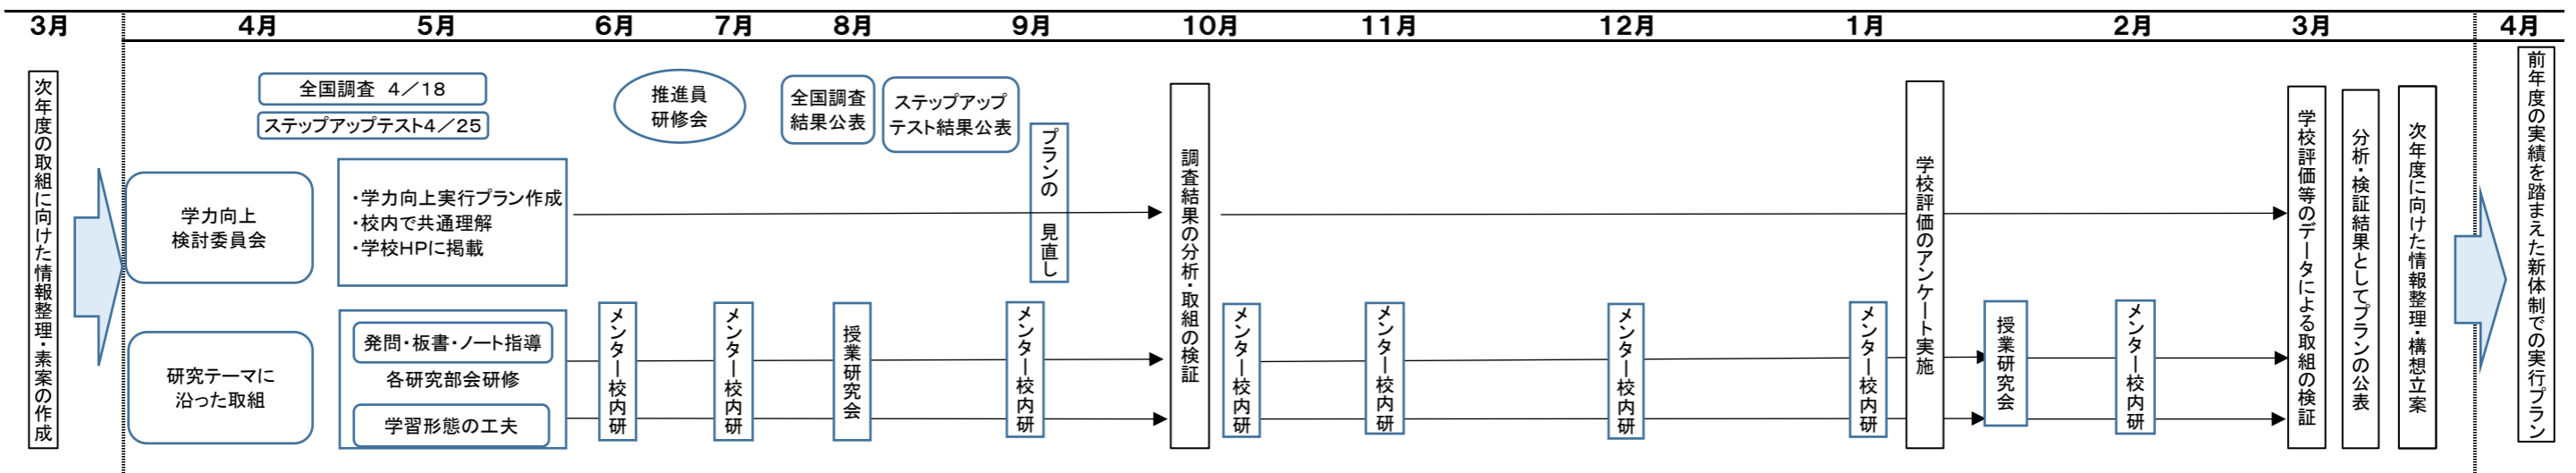 3月 4月 5月 6月 7月 8月 9月 10月 11月 12月 1月 2月 3月 4月
次年度の取組に向けた情報整理・素案の作成
全国調査 4/18
ステップアップテスト4/25
学力向上
検討委員会
研究テーマに
沿った取組
・学力向上実行プラン作成
・校内で共通理解
・学校HPに掲載
発問・板書・ノート指導
各研究部会研修
学習形態の工夫
推進員
研修会
全国調査
結果公表
ステップアップ
テスト結果公表
プランの 見直し
メンター校内研
メンター校内研
授業研究会
メンター校内研
調査結果の分析・取組の検証
メンター校内研
メンター校内研
メンター校内研
メンター校内研
学校評価のアンケート実施
授業研究会
メンター校内研
学校評価等のデータによる取組の検証
分析・検証結果としてプランの公表
次年度に向けた情報整理・構想立案
前年度の実績を踏まえた新体制での実行プラン